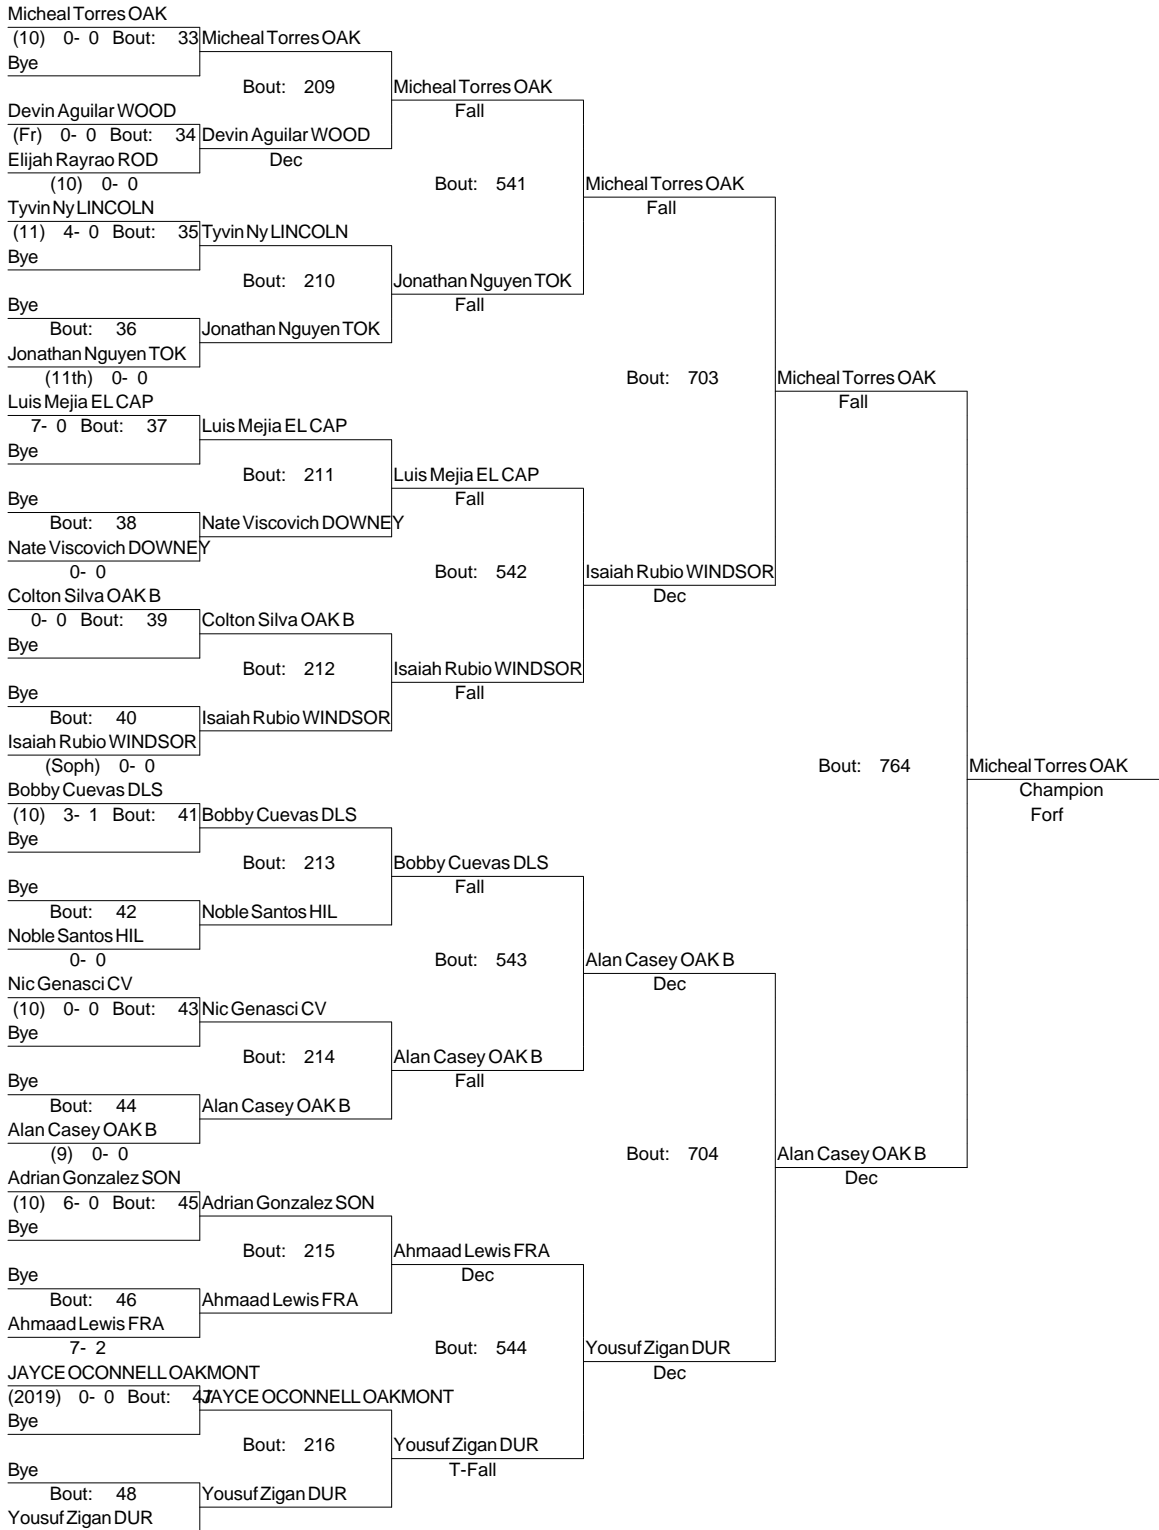 Micheal Torres OAK
(10) 0- 0 Bout: 33 Micheal Torres OAK
Bye
Bout: 209 Micheal Torres OAK
Devin Aguilar WOOD Fall
(Fr) 0- 0 Bout: 34 Devin Aguilar WOOD
Elijah Rayrao ROD Dec
(10) 0- 0 Bout: 541 Micheal Torres OAK
Tyvin Ny LINCOLN Fall
(11) 4- 0 Bout: 35 Tyvin Ny LINCOLN
Bye
Bout: 210 Jonathan Nguyen TOK
Bye Fall
Bout: 36 Jonathan Nguyen TOK
Jonathan Nguyen TOK
(11th) 0- 0 Bout: 703 Micheal Torres OAK
Luis Mejia EL CAP Fall
7- 0 Bout: 37 Luis Mejia EL CAP
Bye
Bout: 211 Luis Mejia EL CAP
Bye Fall
Bout: 38 Nate Viscovich DOWNEY
Nate Viscovich DOWNEY
0- 0 Bout: 542 Isaiah Rubio WINDSOR
Colton Silva OAK B Dec
0- 0 Bout: 39 Colton Silva OAK B
Bye
Bout: 212 Isaiah Rubio WINDSOR
Bye Fall
Bout: 40 Isaiah Rubio WINDSOR
Isaiah Rubio WINDSOR
(Soph) 0- 0 Bout: 764 Micheal Torres OAK
Bobby Cuevas DLS Champion
(10) 3- 1 Bout: 41 Bobby Cuevas DLS Forf
Bye
Bout: 213 Bobby Cuevas DLS
Bye Fall
Bout: 42 Noble Santos HIL
Noble Santos HIL
0- 0 Bout: 543 Alan Casey OAK B
Nic Genasci CV Dec
(10) 0- 0 Bout: 43 Nic Genasci CV
Bye
Bout: 214 Alan Casey OAK B
Bye Fall
Bout: 44 Alan Casey OAK B
Alan Casey OAK B
(9) 0- 0 Bout: 704 Alan Casey OAK B
Adrian Gonzalez SON Dec
(10) 6- 0 Bout: 45 Adrian Gonzalez SON
Bye
Bout: 215 Ahmaad Lewis FRA
Bye Dec
Bout: 46 Ahmaad Lewis FRA
Ahmaad Lewis FRA
7- 2 Bout: 544 Yousuf Zigan DUR
JAYCE OCONNELL OAKMONT Dec
(2019) 0- 0 Bout: 47 JAYCE OCONNELL OAKMONT
Bye
Bout: 216 Yousuf Zigan DUR
Bye T-Fall
Bout: 48 Yousuf Zigan DUR
Yousuf Zigan DUR